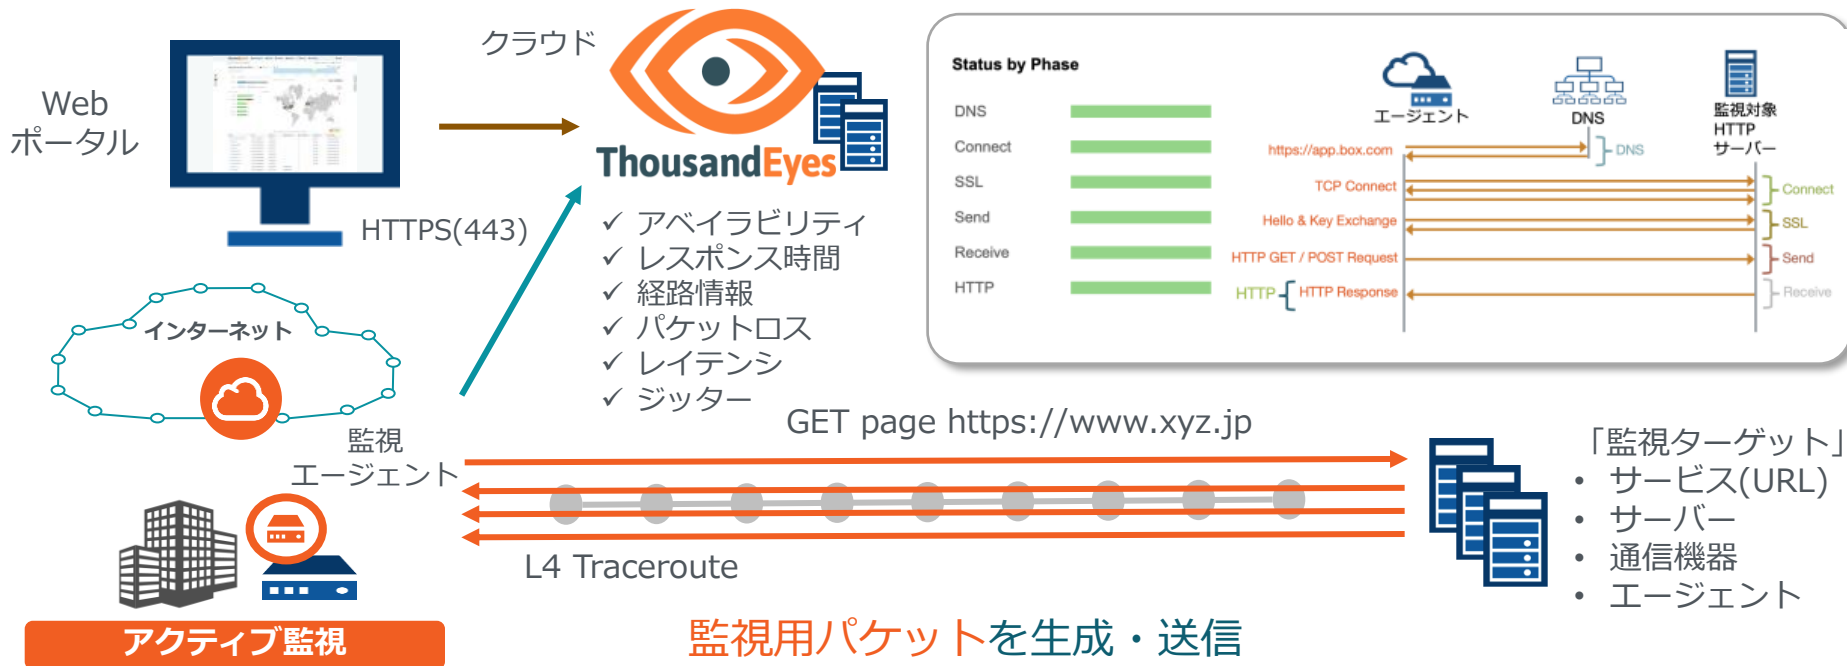 Web
ポータル
クラウド
ThousandEyes
HTTPS(443)
✓ アベイラビリティ
✓ レスポンス時間
✓ 経路情報
✓ パケットロス
✓ レイテンシ
✓ ジッター
Status by Phase
DNS
Connect
SSL
Send
Receive
HTTP
エージェント
DNS
監視対象
HTTP
サーバー
https://app.box.com
DNS
TCP Connect
Connect
Hello & Key Exchange
SSL
HTTP GET / POST Request
Send
HTTP
HTTP Response
Receive
インターネット
監視
エージェント
GET page https://www.xyz.jp
L4 Traceroute
「監視ターゲット」
• サービス(URL)
• サーバー
• 通信機器
• エージェント
アクティブ監視
監視用パケットを生成・送信